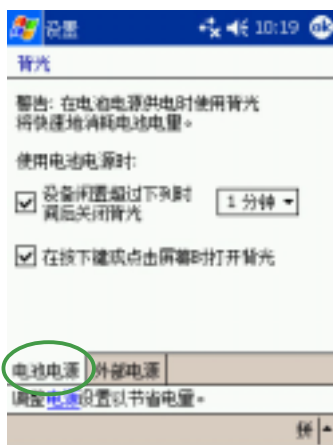 设置 10:19 ok
背光
警告: 在电池电源供电时使用背光
将快速地消耗电池电量。
使用电池电源时:
设备闲置超过下列时
间后关闭背光
1 分钟
在按下键或点击屏幕时打开背光
电池电源 外部电源
调整电源设置以节省电量。
拼